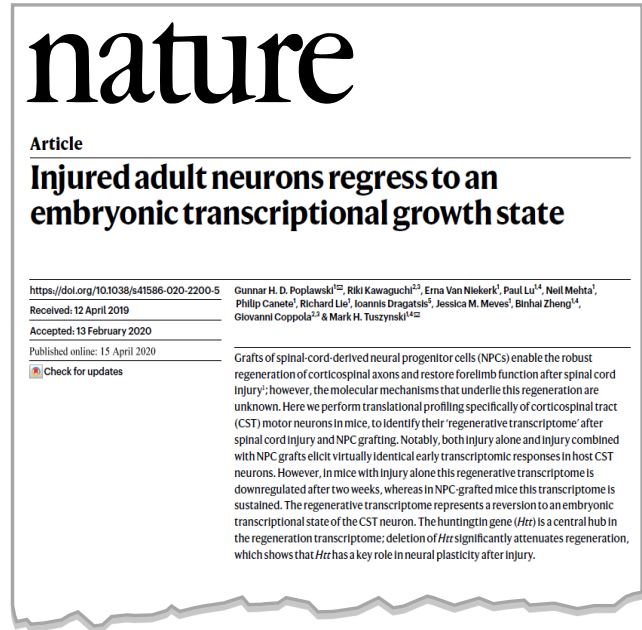 nature
Article
Injured adult neurons regress to an
embryonic transcriptional growth state
https://doi.org/10.1038/s41586-020-2200-5
Received: 12 April 2019
Accepted: 13 February 2020
Published online: 15 April 2020
Check for updates
Gunnar H. D. Poplawski1✉, Riki Kawaguchi2,3, Erna Van Niekerk1, Paul Lu1,4, Neil Mehta1,
Philip Canete1, Richard Lie1, Ioannis Dragatsis5, Jessica M. Meves1, Binhai Zheng1,4,
Giovanni Coppola2,3 & Mark H. Tuszynski1,4✉
Grafts of spinal-cord-derived neural progenitor cells (NPCs) enable the robust
regeneration of corticospinal axons and restore forelimb function after spinal cord
injury1; however, the molecular mechanisms that underlie this regeneration are
unknown. Here we perform translational profiling specifically of corticospinal tract
(CST) motor neurons in mice, to identify their ‘regenerative transcriptome’ after
spinal cord injury and NPC grafting. Notably, both injury alone and injury combined
with NPC grafts elicit virtually identical early transcriptomic responses in host CST
neurons. However, in mice with injury alone this regenerative transcriptome is
downregulated after two weeks, whereas in NPC-grafted mice this transcriptome is
sustained. The regenerative transcriptome represents a reversion to an embryonic
transcriptional state of the CST neuron. The huntingtin gene (Htt) is a central hub in
the regeneration transcriptome; deletion of Htt significantly attenuates regeneration,
which shows that Htt has a key role in neural plasticity after injury.